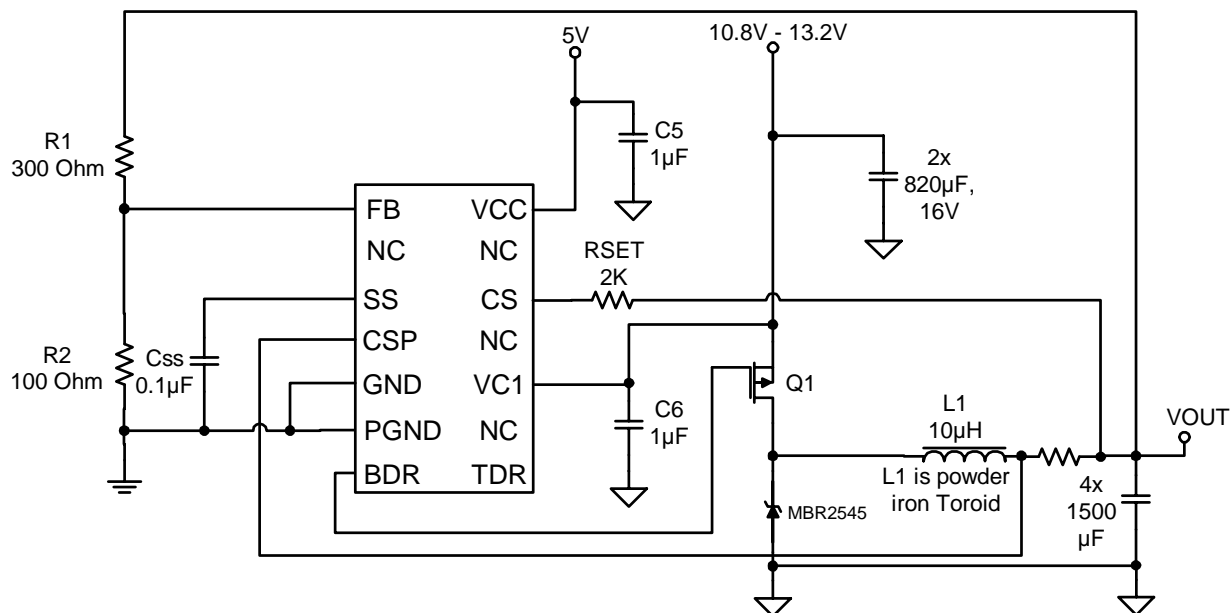 5V
10.8V - 13.2V
R1
300 Ohm
C5
1µF
2x
820µF,
16V
FB
VCC
NC
NC
RSET
2K
SS
CS
CSP
NC
R2
100 Ohm
Css
0.1µF
GND
VC1
Q1
C6
1µF
PGND
NC
L1
10µH
VOUT
BDR
TDR
L1 is powder
iron Toroid
MBR2545
4x
1500
µF